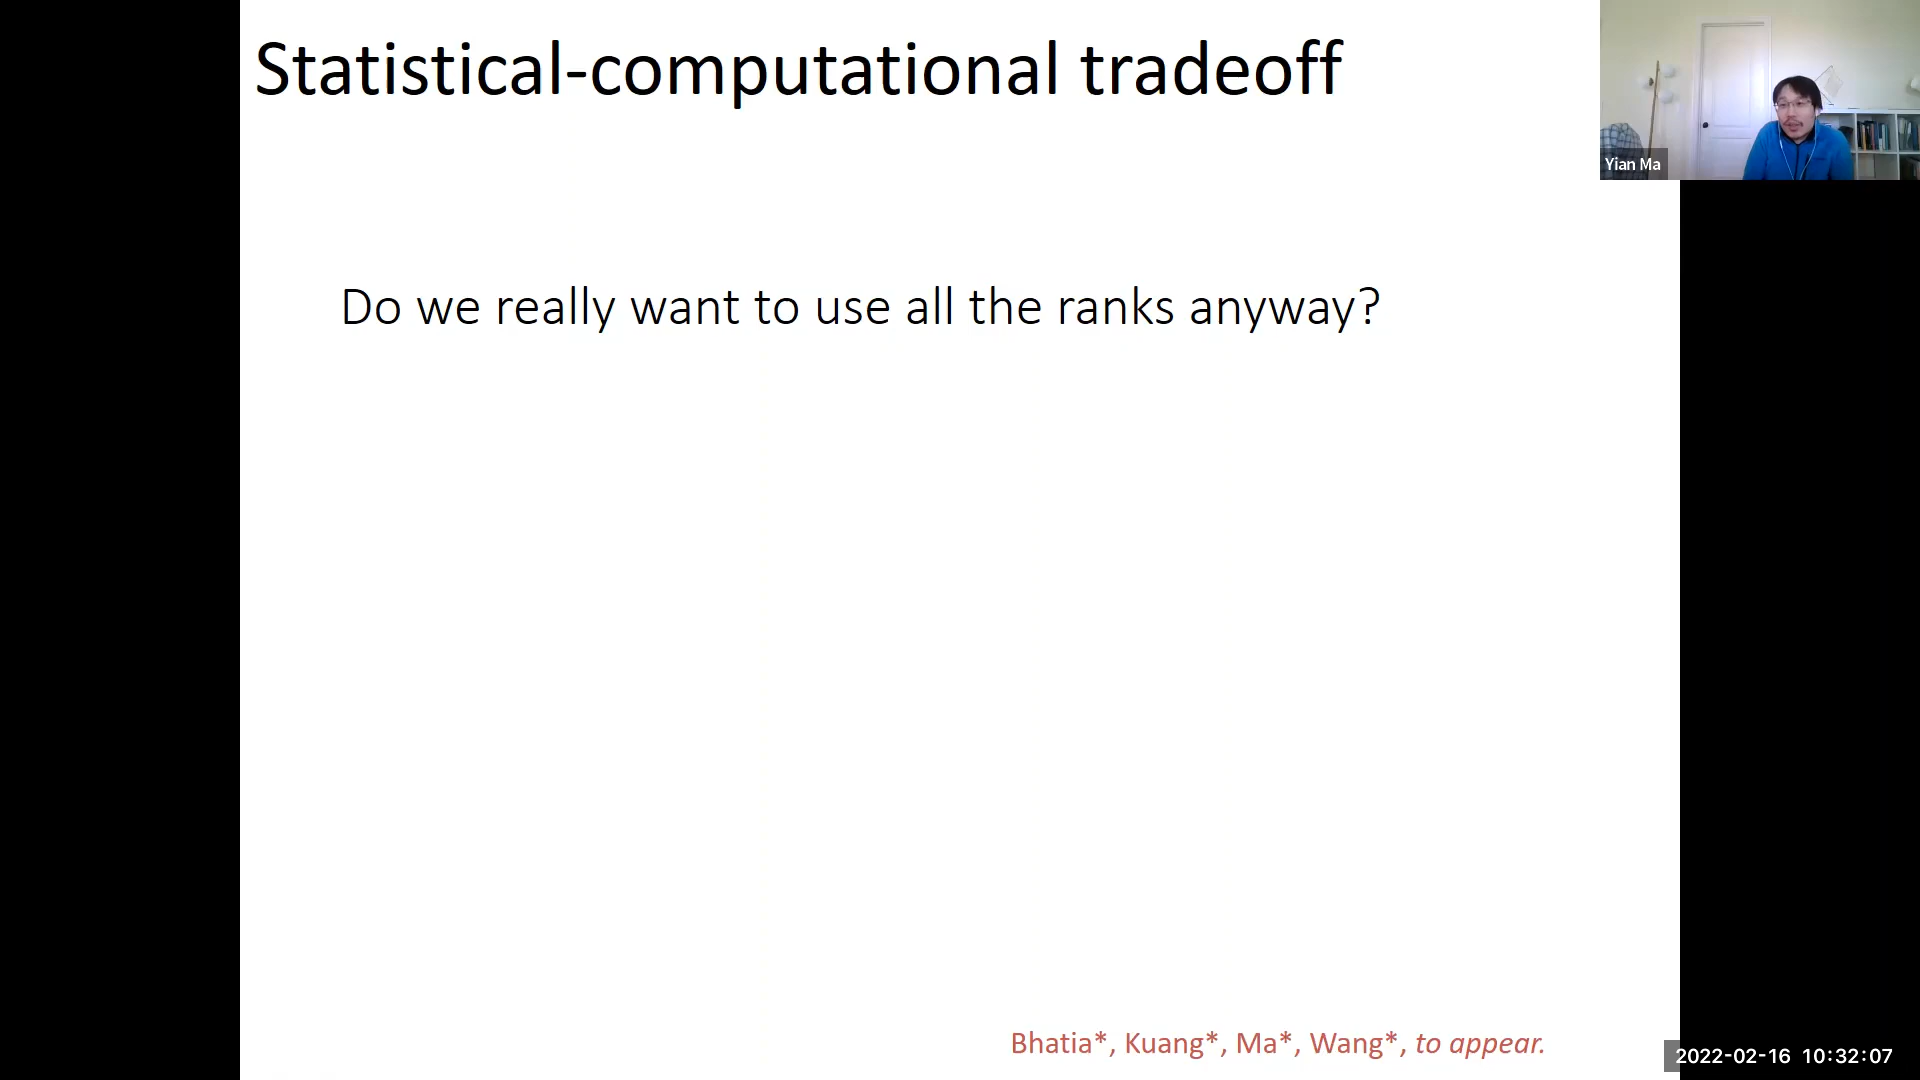 Statistical-computational tradeoff
Yian Ma
Do we really want to use all the ranks anyway?
Bhatia*, Kuang*, Ma*, Wang*, to appear.
2022-02-16 10:32:07